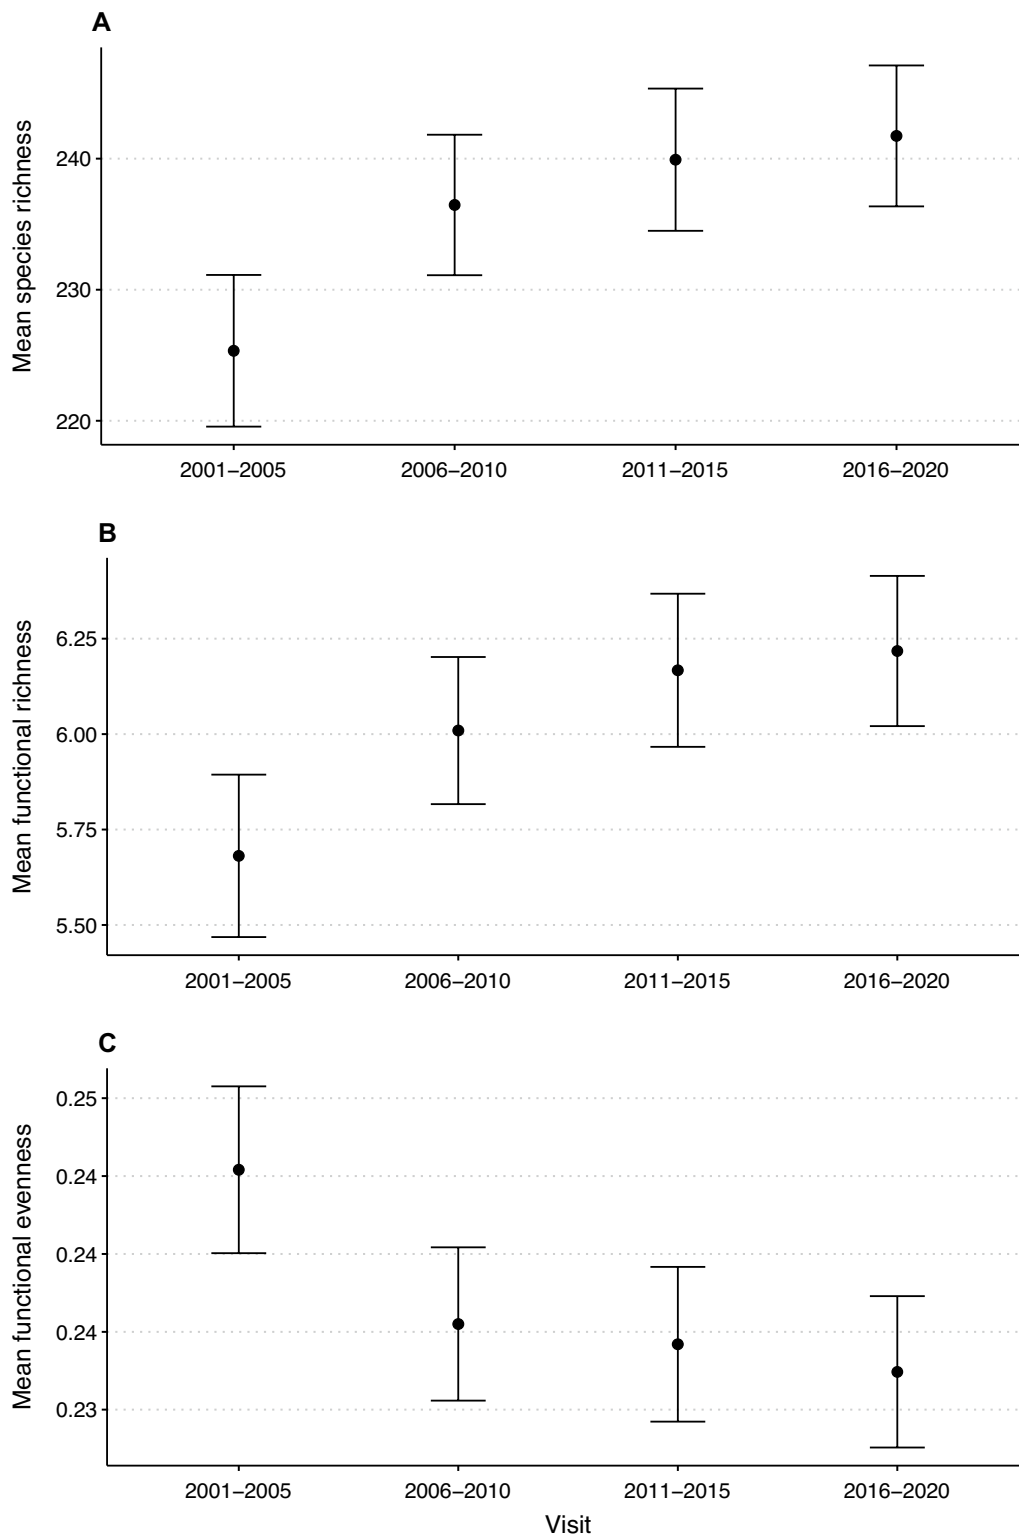 A
Mean species richness
240
230
220
2001–2005 2006–2010 2011–2015 2016–2020
B
Mean functional richness
6.25
6.00
5.75
5.50
2001–2005 2006–2010 2011–2015 2016–2020
C
Mean functional evenness
0.25
0.24
0.24
0.24
0.23
2001–2005 2006–2010 2011–2015 2016–2020
Visit